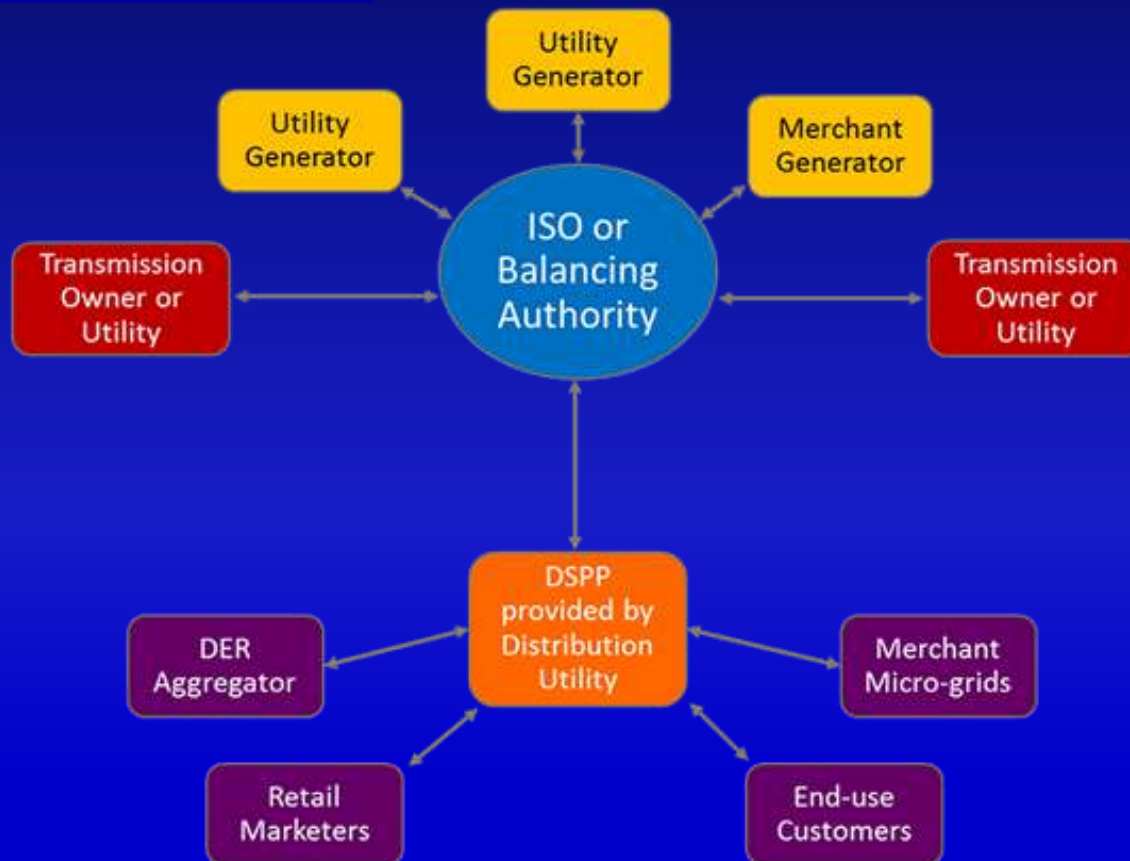 Utility
Generator
Utility
Generator
Merchant
Generator
ISO or
Balancing
Authority
Transmission
Owner or
Utility
Transmission
Owner or
Utility
DSPP
provided by
Distribution
Utility
DER
Aggregator
Merchant
Micro-grids
Retail
Marketers
End-use
Customers